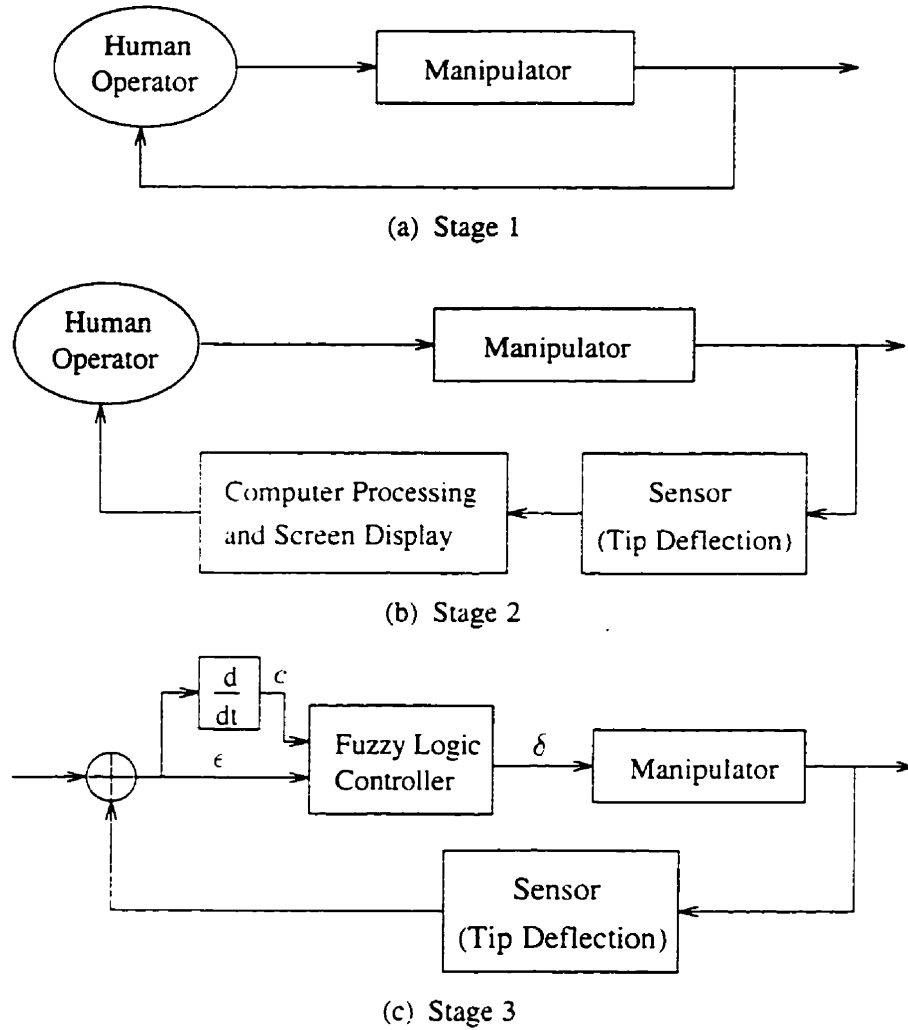 Human
Operator
Manipulator
(a) Stage 1
Human
Operator
Manipulator
Computer Processing
and Screen Display
Sensor
(Tip Deflection)
(b) Stage 2
d
dt
c
Fuzzy Logic
Controller
ϵ
δ
Manipulator
Sensor
(Tip Deflection)
(c) Stage 3